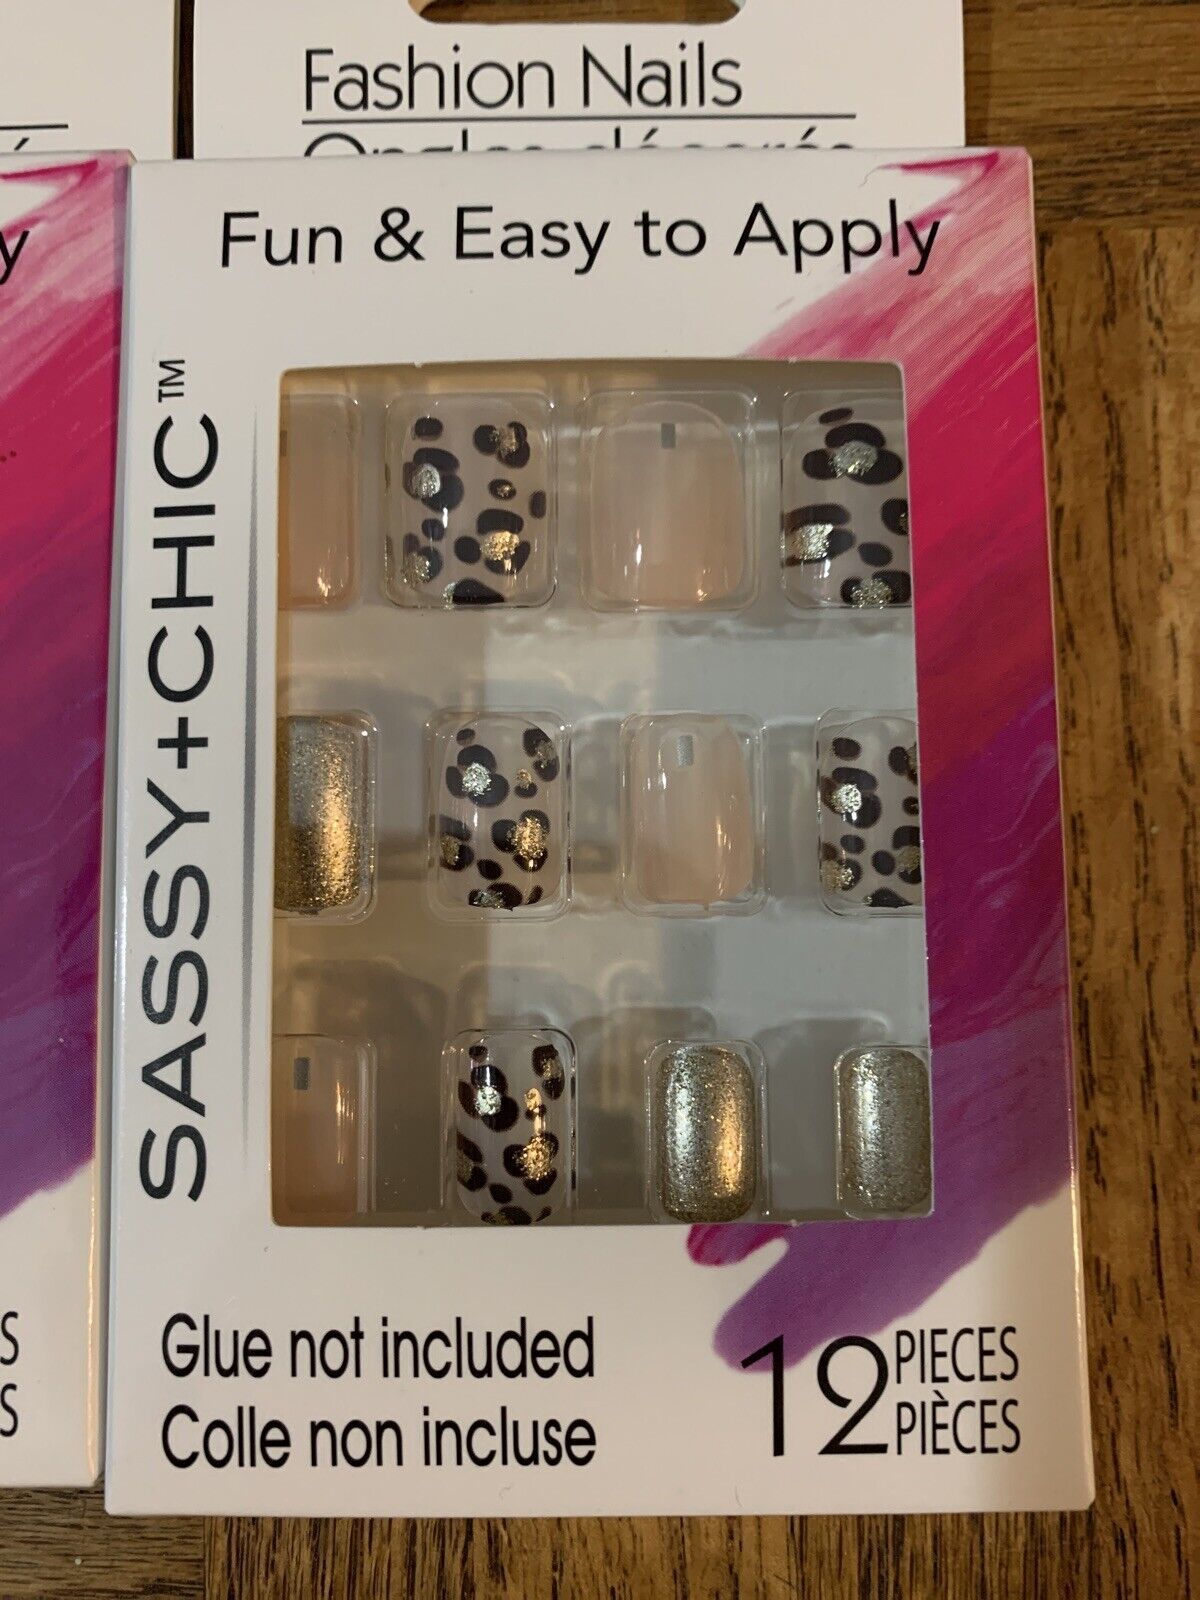 Fashion Nails
Fun & Easy to Apply
SASSY+CHIC™
Glue not included
Colle non incluse
12 PIECES
PIÈCES